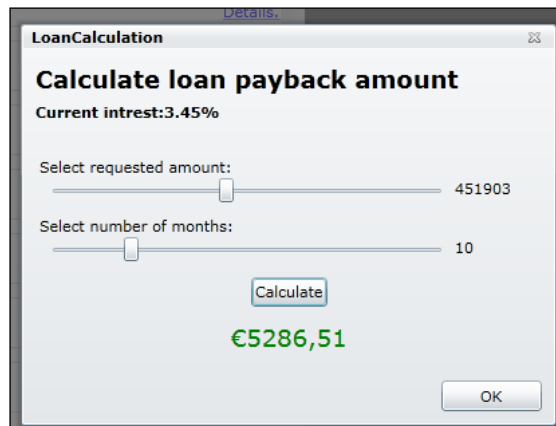 Details.
LoanCalculation
Calculate loan payback amount
Current intrest:3.45%
Select requested amount:
451903
Select number of months:
10
Calculate
€5286,51
OK